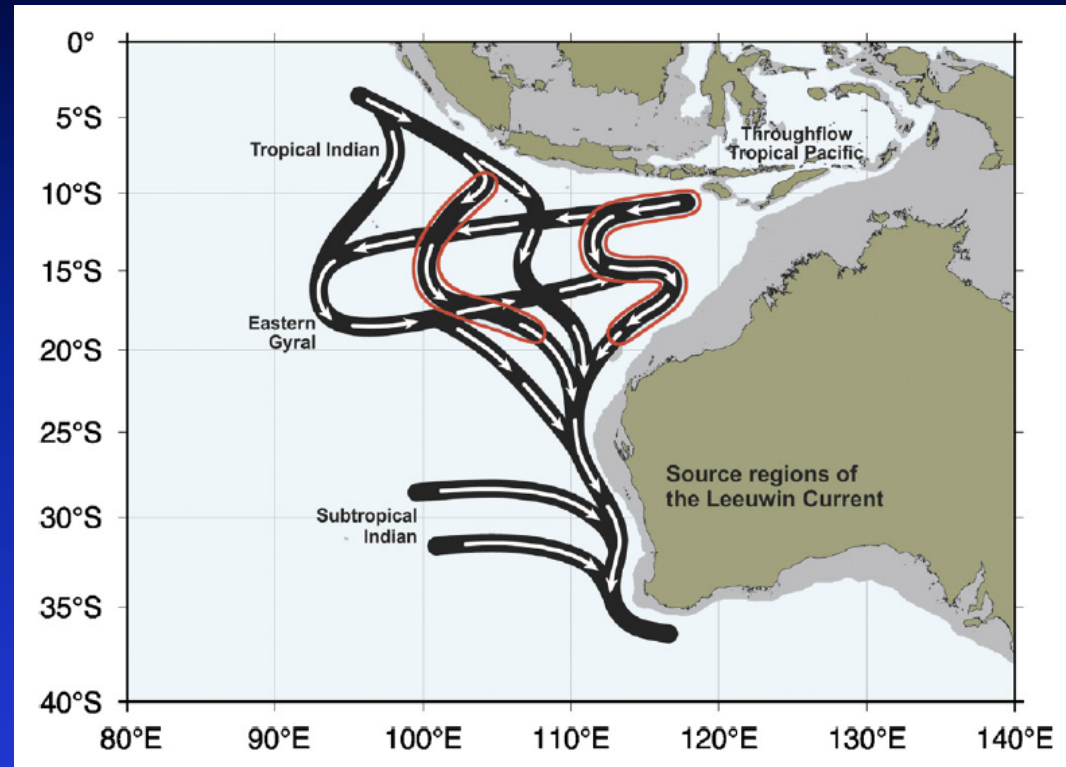 0°
5°S
10°S
15°S
20°S
25°S
30°S
35°S
40°S
80°E
90°E
100°E
110°E
120°E
130°E
140°E
Throughflow
Tropical Pacific
Tropical Indian
Eastern
Gyral
Source regions of
the Leeuwin Current
Subtropical
Indian